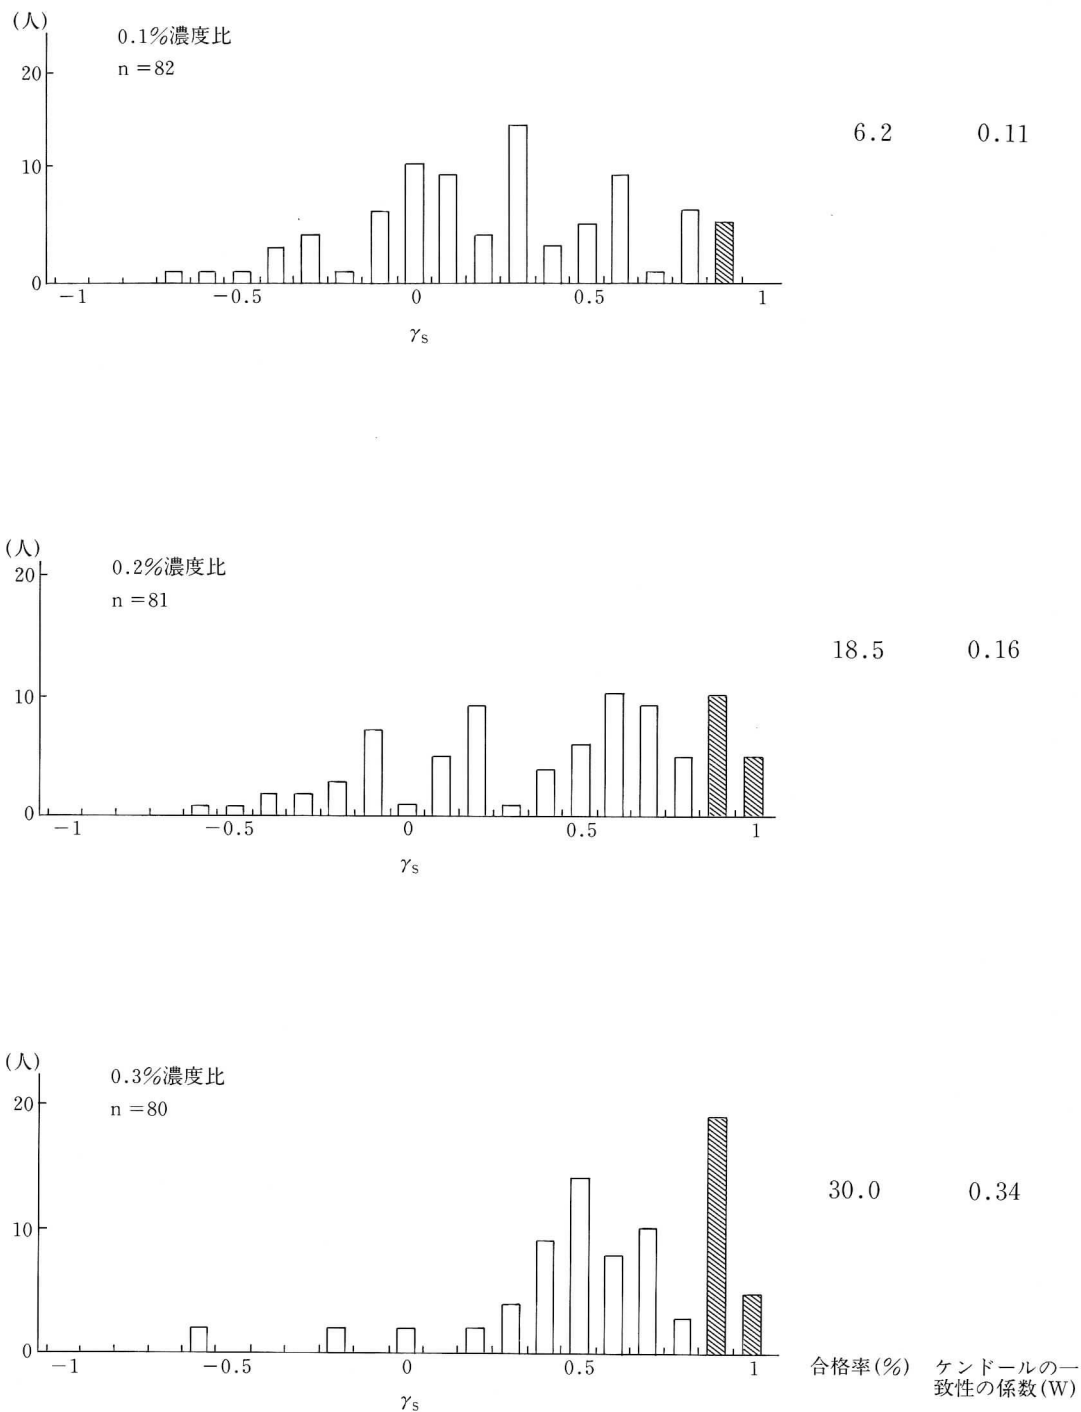 (人)
0.1%濃度比
n=82
20
10
0
6.2 0.11
-1 -0.5 0 0.5 1
γs
(人)
0.2%濃度比
n=81
20
10
0
18.5 0.16
-1 -0.5 0 0.5 1
γs
(人)
0.3%濃度比
n=80
20
10
0
30.0 0.34
-1 -0.5 0 0.5 1
γs
合格率(%) ケンドールの一
致性の係数(W)